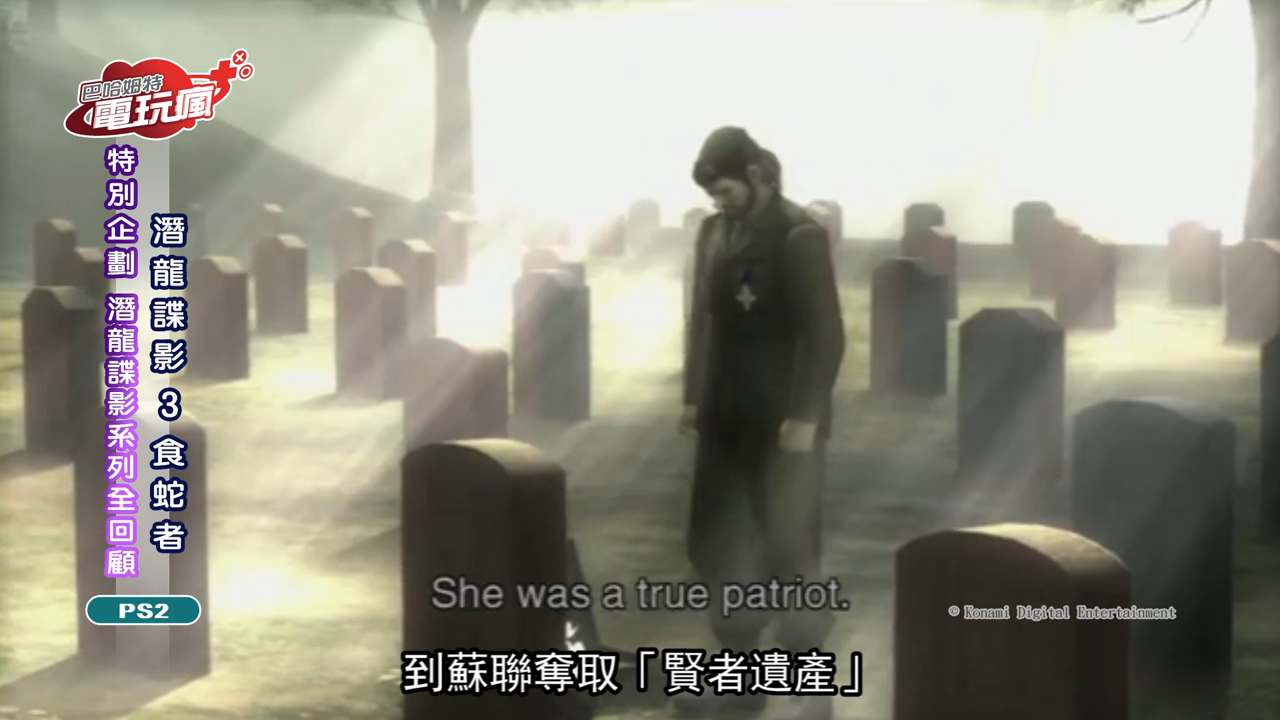 巴哈姆特
電玩瘋
特別企劃 潛龍諜影系列全回顧
潛龍諜影3食蛇者
PS2
She was a true patriot.
© Konami Digital Entertainment
到蘇聯奪取「賢者遺產」